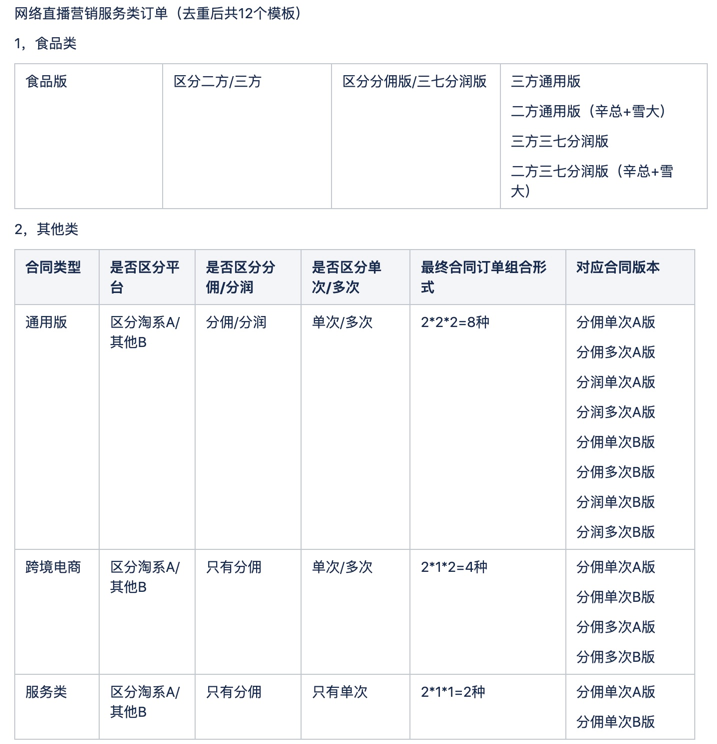 网络直播营销服务类订单（去重后共12个模板）
1，食品类
食品版
区分二方/三方
区分分佣版/三七分润版
三方通用版
二方通用版（辛总+雪大）
三方三七分润版
二方三七分润版（辛总+雪
大）
2，其他类
合同类型
是否区分平
台
是否区分分
佣/分润
是否区分单
次/多次
最终合同订单组合形
式
对应合同版本
通用版
区分淘系A/
其他B
分佣/分润
单次/多次
2*2*2=8种
分佣单次A版
分佣多次A版
分润单次A版
分润多次A版
分佣单次B版
分佣多次B版
分润单次B版
分润多次B版
跨境电商
区分淘系A/
其他B
只有分佣
单次/多次
2*1*2=4种
分佣单次A版
分佣单次B版
分佣多次A版
分佣多次B版
服务类
区分淘系A/
其他B
只有分佣
只有单次
2*1*1=2种
分佣单次A版
分佣单次B版